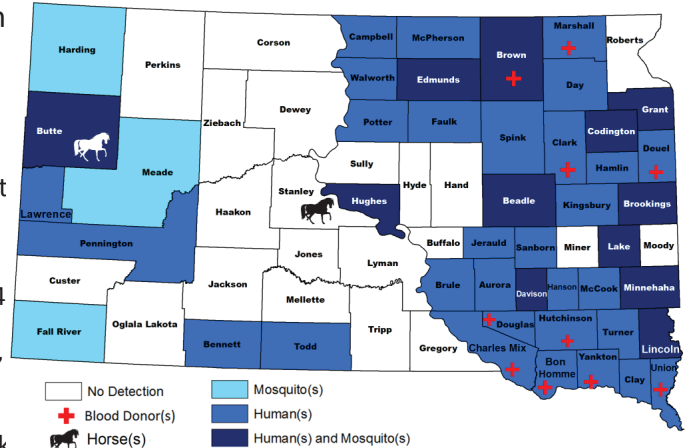 n
Harding
Perkins
Corson
Campbell
McPherson
Brown
Marshall
Roberts
Walworth
Edmunds
Day
Butte
Ziebach
Dewey
Potter
Faulk
Spink
Clark
Codington
Grant
Deuel
Hamlin
Meade
Sully
t
Lawrence
Haakon
Stanley
Hughes
Hyde
Hand
Beadle
Kingsbury
Brookings
Pennington
Jones
Lyman
Buffalo
Jerauld
Sanborn
Miner
Lake
Moody
Custer
Jackson
Mellette
Brule
Aurora
Davison
Hanson
McCook
Minnehaha
4
Fall River
Oglala Lakota
Bennett
Todd
Tripp
Gregory
Charles Mix
Douglas
Hutchinson
Turner
Lincoln
Bon
Homme
Yankton
Clay
Union
No Detection
Mosquito(s)
Blood Donor(s)
Human(s)
Horse(s)
Human(s) and Mosquito(s)